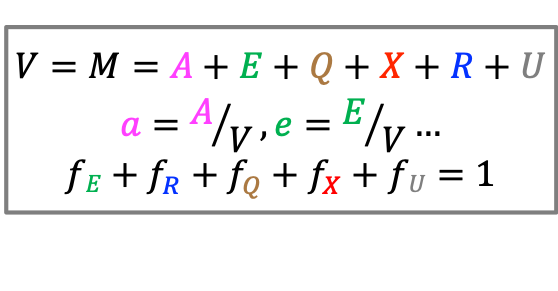 V = M = A + E + Q + X + R + U
a = A/V , e = E/V ...
f_E + f_R + f_Q + f_X + f_U = 1